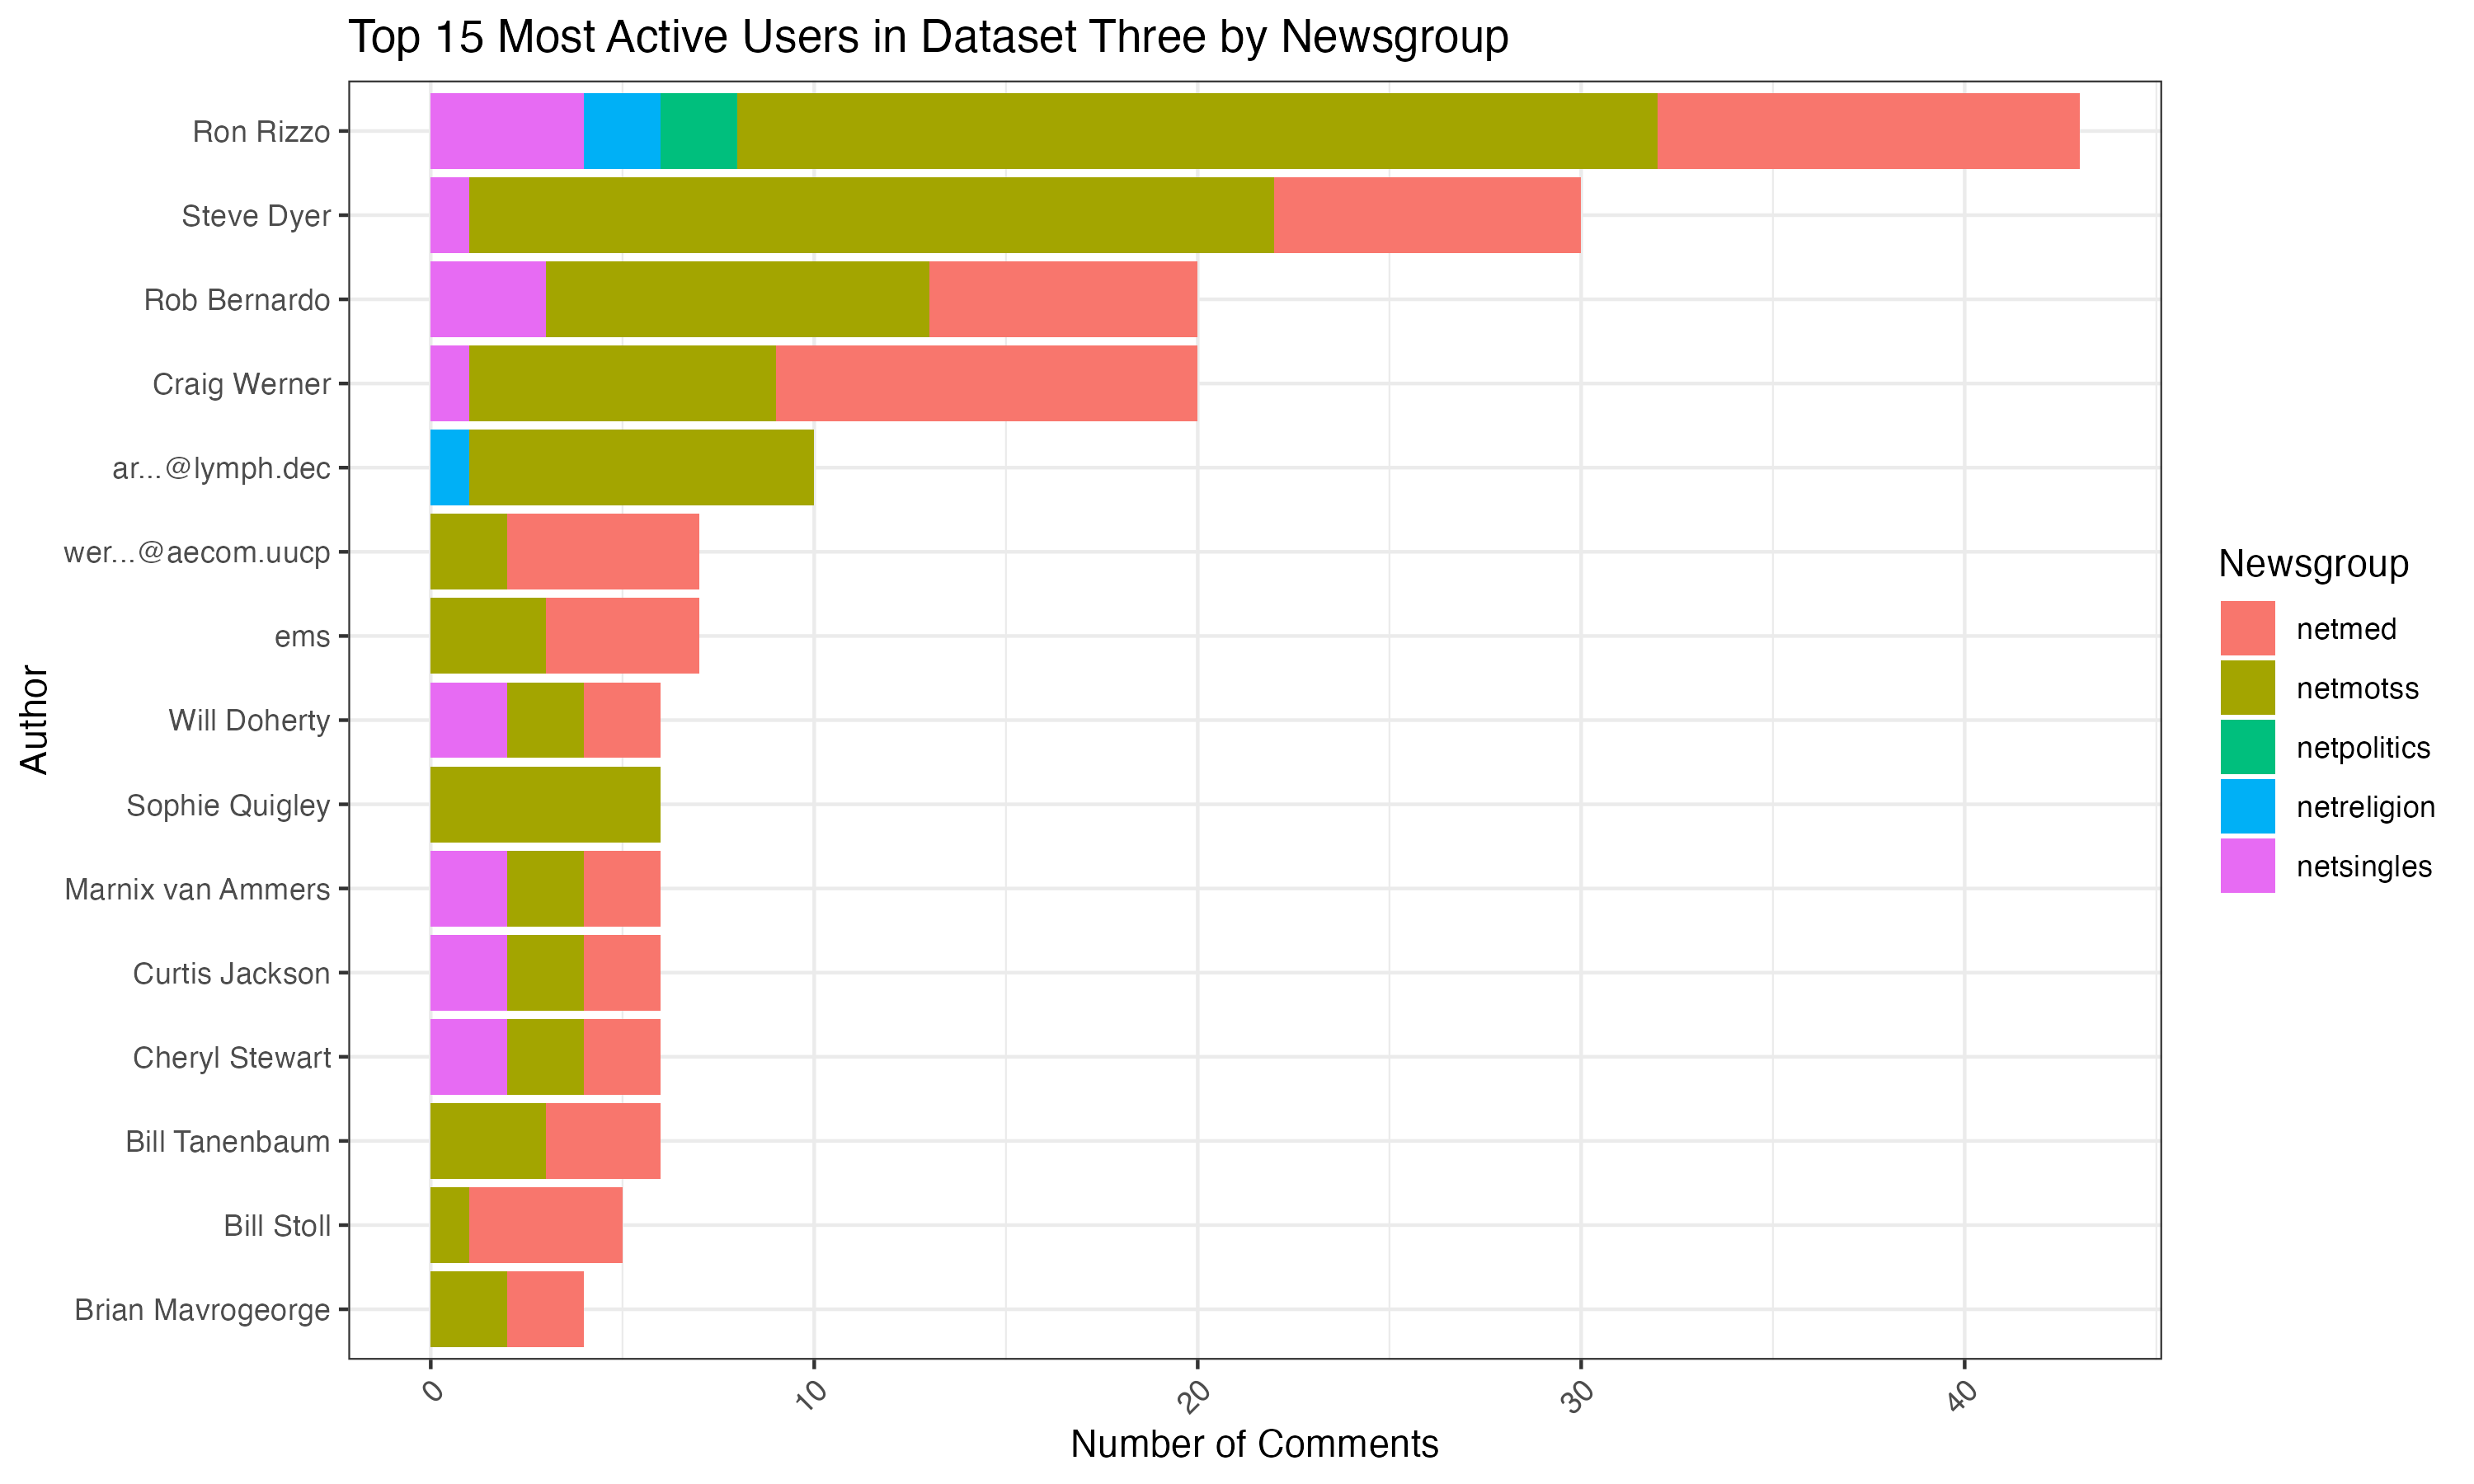 Top 15 Most Active Users in Dataset Three by Newsgroup
Author
Ron Rizzo
Steve Dyer
Rob Bernardo
Craig Werner
ar...@lymph.dec
wer...@aecom.uucp
ems
Will Doherty
Sophie Quigley
Marnix van Ammers
Curtis Jackson
Cheryl Stewart
Bill Tanenbaum
Bill Stoll
Brian Mavrogeorge
0 10 20 30 40
Number of Comments
Newsgroup
netmed
netmotss
netpolitics
netreligion
netsingles